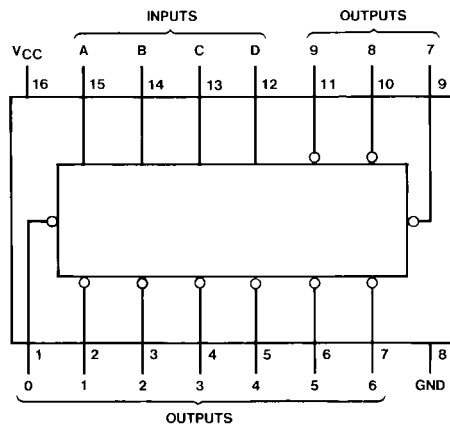 INPUTS OUTPUTS
VCC A B C D 9 8 7
16 15 14 13 12 11 10 9
1 2 3 4 5 6 7 8
0 1 2 3 4 5 6 GND
OUTPUTS